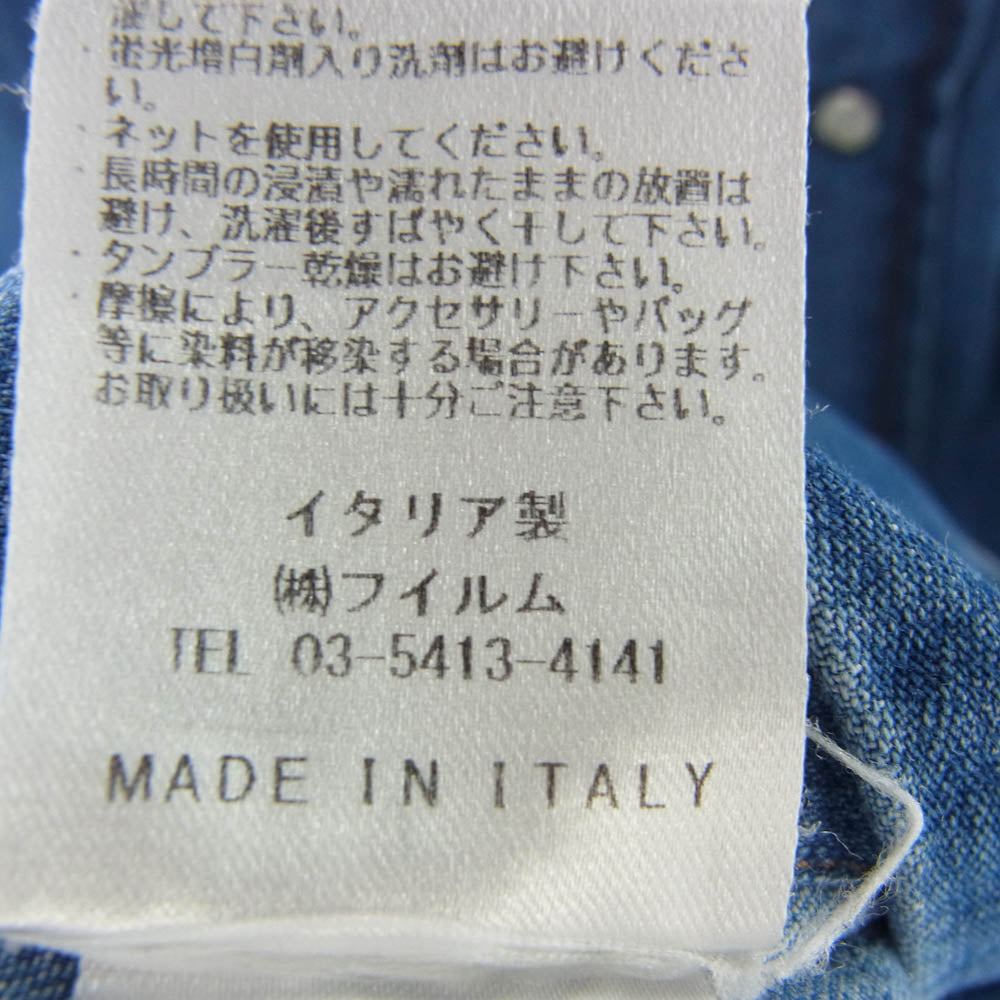 して下さい。
・蛍光増白剤入り洗剤はお避けくださ
い。
・ネットを使用してください。
・長時間の浸漬や濡れたままの放置は
避け、洗濯後すばやく干して下さい。
・タンブラー乾燥はお避け下さい。
・摩擦により、アクセサリーやバッグ
等に染料が移染する場合があります。
お取り扱いには十分ご注意下さい。
イタリア製
㈱フイルム
TEL 03-5413-4141
MADE IN ITALY